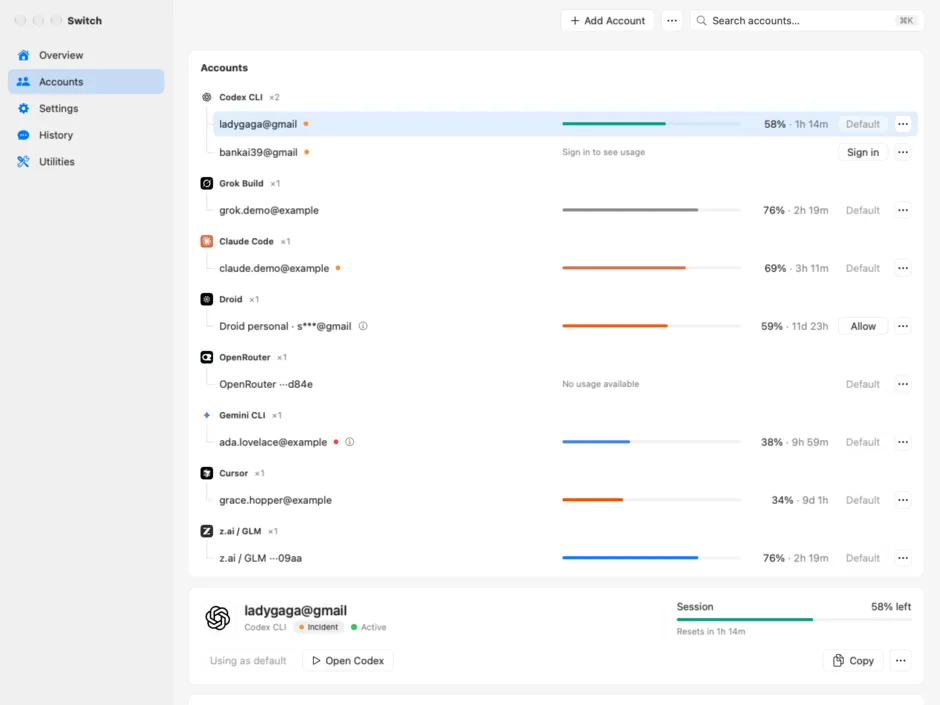 Switch
+ Add Account
Search accounts...
⌘K
Overview
Accounts
Settings
History
Utilities
Accounts
Codex CLI ×2
ladygaga@gmail
58% · 1h 14m
Default
bankai39@gmail
Sign in to see usage
Sign in
Grok Build ×1
grok.demo@example
76% · 2h 19m
Default
Claude Code ×1
claude.demo@example
69% · 3h 11m
Default
Droid ×1
Droid personal · s***@gmail
59% · 11d 23h
Allow
OpenRouter ×1
OpenRouter ···d84e
No usage available
Default
Gemini CLI ×1
ada.lovelace@example
38% · 9h 59m
Default
Cursor ×1
grace.hopper@example
34% · 9d 1h
Default
z.ai / GLM ×1
z.ai / GLM ···09aa
76% · 2h 19m
Default
ladygaga@gmail
Codex CLI
Incident
Active
Session
58% left
Resets in 1h 14m
Using as default
Open Codex
Copy